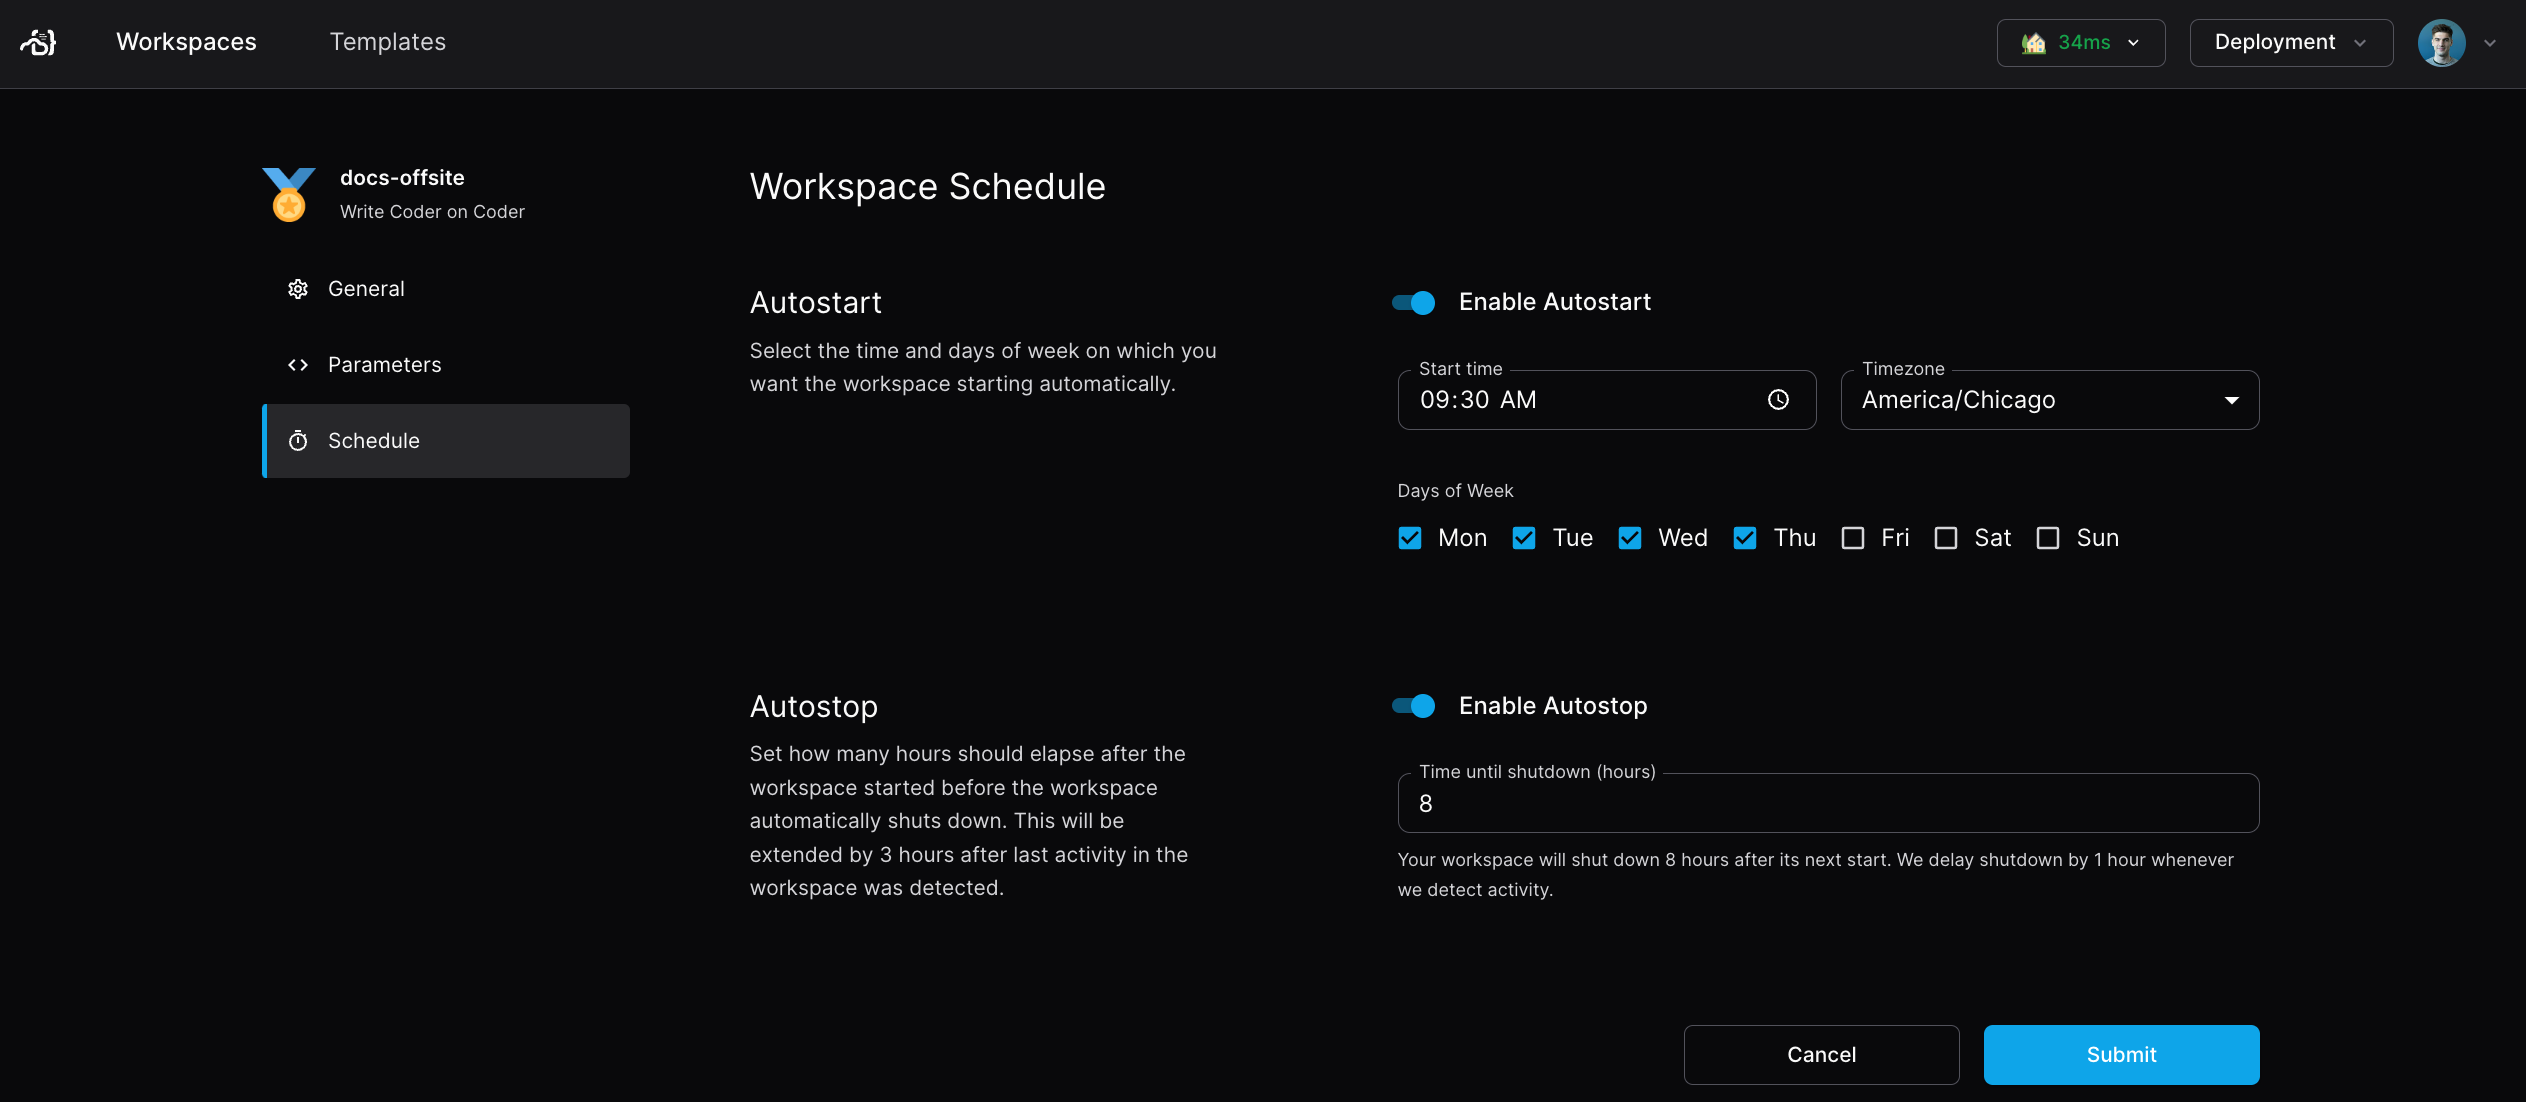 Workspaces
Templates
34ms
Deployment
docs-offsite
Write Coder on Coder
General
Parameters
Schedule
Workspace Schedule
Autostart
Select the time and days of week on which you
want the workspace starting automatically.
Enable Autostart
Start time
09:30 AM
Timezone
America/Chicago
Days of Week
Mon Tue Wed Thu Fri Sat Sun
Autostop
Set how many hours should elapse after the
workspace started before the workspace
automatically shuts down. This will be
extended by 3 hours after last activity in the
workspace was detected.
Enable Autostop
Time until shutdown (hours)
8
Your workspace will shut down 8 hours after its next start. We delay shutdown by 1 hour whenever
we detect activity.
Cancel
Submit